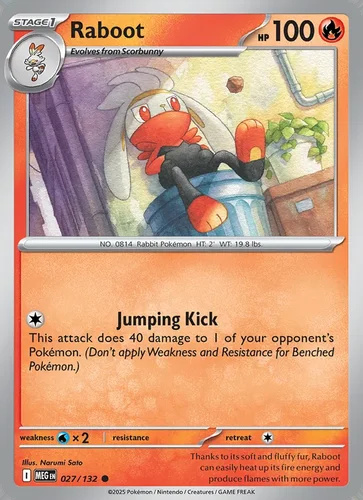 STAGE1
Raboot
HP 100
Evolves from Scorbunny
NO. 0814 Rabbit Pokémon HT: 2' WT: 19.8 lbs.
Jumping Kick
This attack does 40 damage to 1 of your opponent's
Pokémon. (Don't apply Weakness and Resistance for Benched
Pokémon.)
weakness ×2 resistance retreat
Illus. Narumi Sato
I MEG EN 027/132
Thanks to its soft and fluffy fur, Raboot
can easily heat up its fire energy and
produce flames with more power.
©2025 Pokémon / Nintendo / Creatures / GAME FREAK